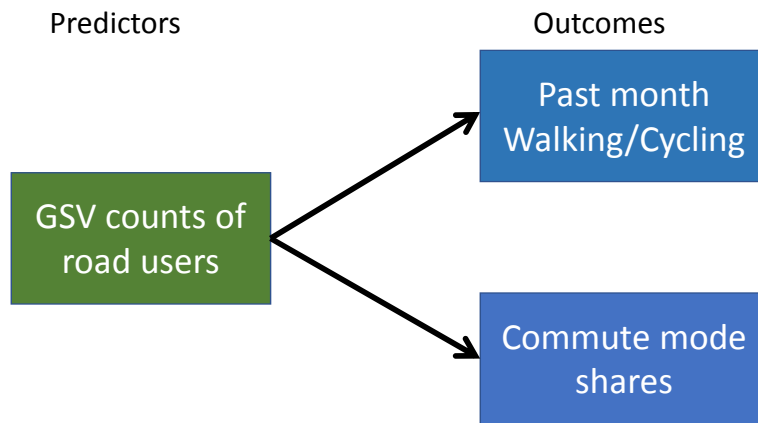 Predictors
Outcomes
Past month
Walking/Cycling
GSV counts of
road users
Commute mode
shares